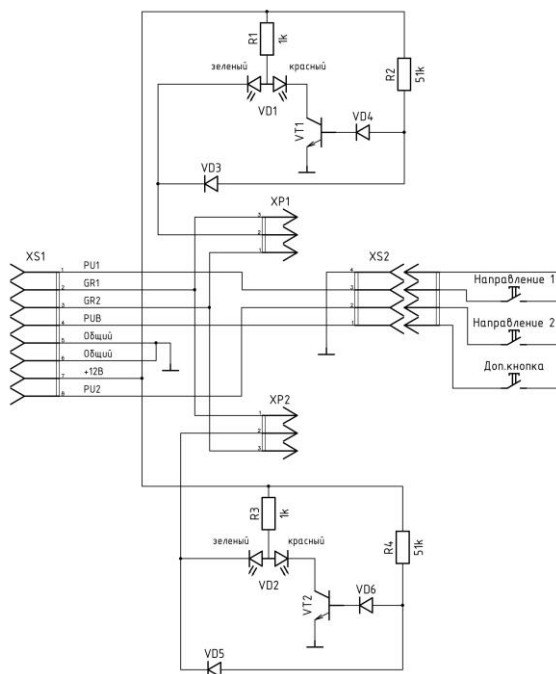 R1
1k
R2
51k
зеленый
красный
VD1
VT1
VD4
VD3
XP1
3
2
1
XS1
XS2
1 PU1
2 GR1
3 GR2
4 PUB
5 Общий
6 Общий
7 +12В
8 PU2
4
3
2
1
Направление 1
Направление 2
Доп.кнопка
XP2
1
2
3
R3
1k
R4
51k
зеленый
красный
VD2
VT2
VD6
VD5